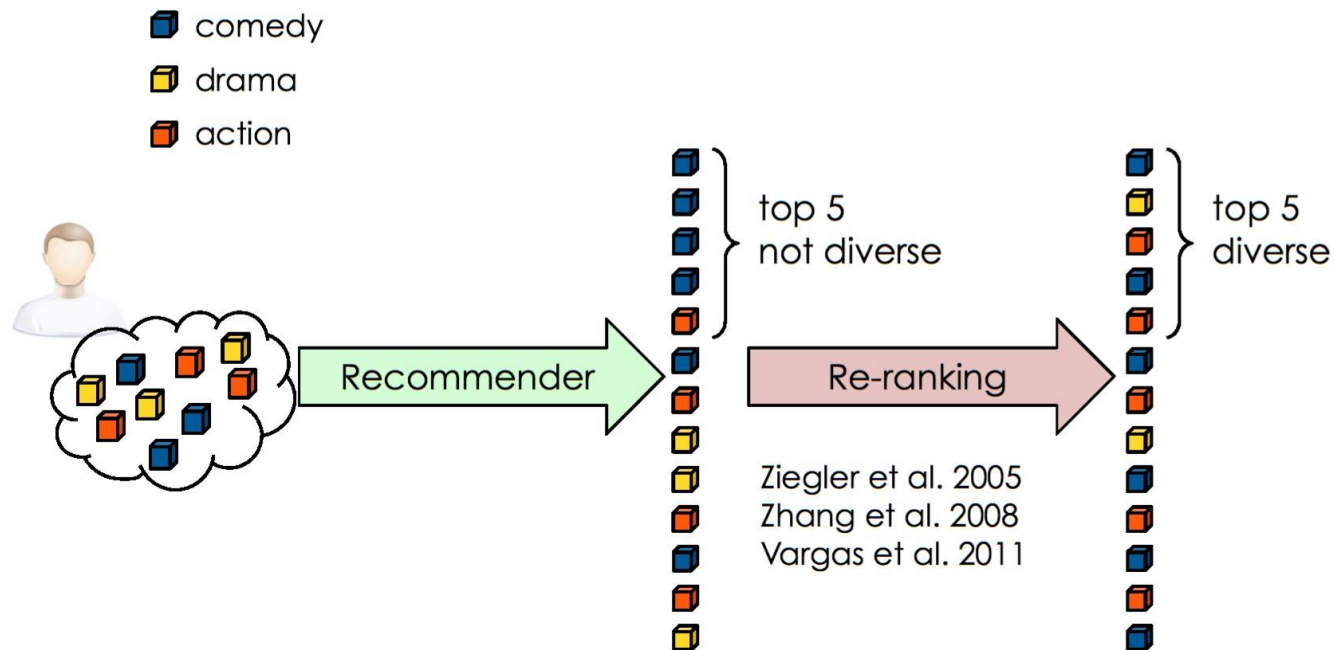 comedy
drama
action
top 5
not diverse
top 5
diverse
Recommender
Re-ranking
Ziegler et al. 2005
Zhang et al. 2008
Vargas et al. 2011